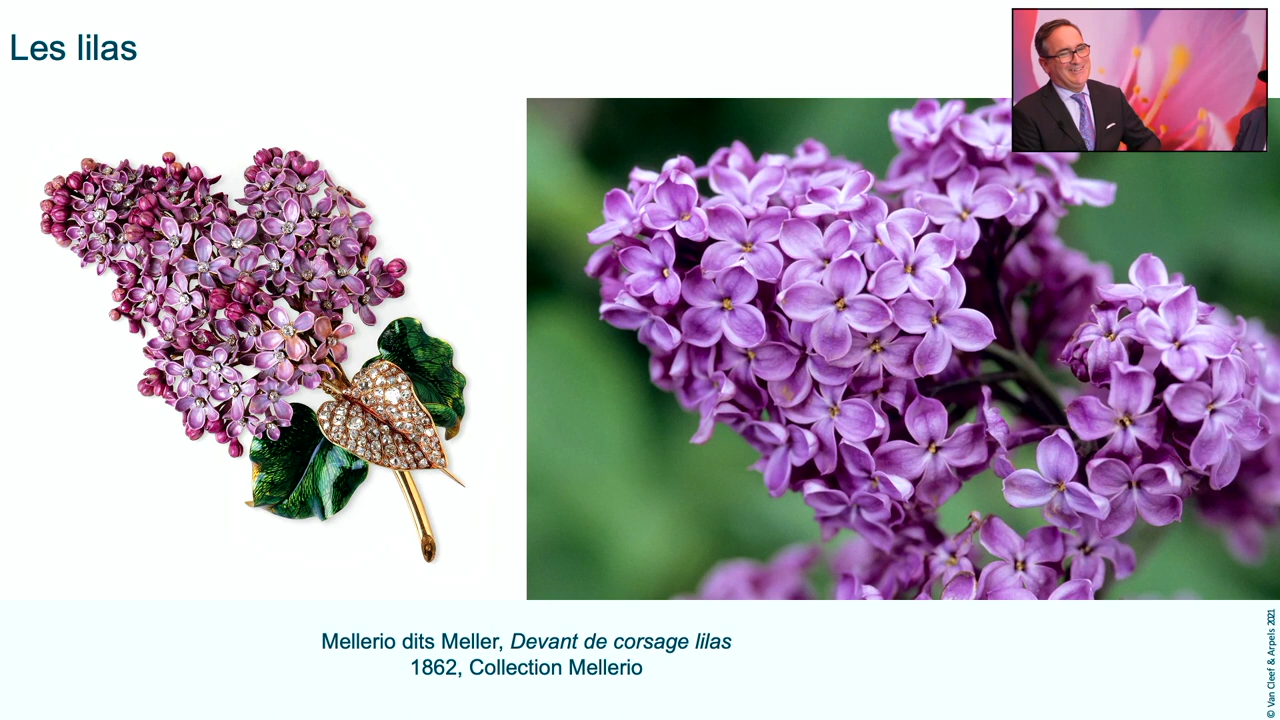 Les lilas
Mellerio dits Meller, Devant de corsage lilas
1862, Collection Mellerio
© Van Cleef & Arpels 2021